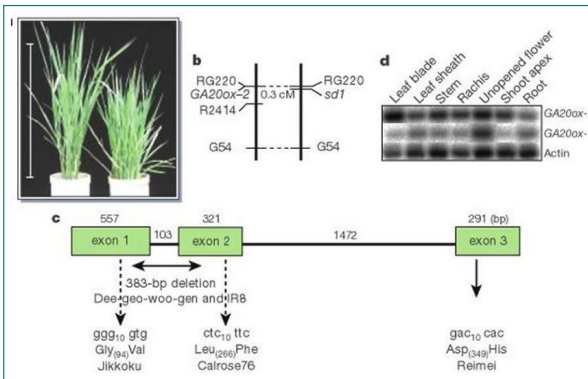 b
RG220 RG220
GA20ox-2 0.3 cM sd1
R2414
G54 G54
d
Leaf blade
Leaf sheath
Stem
Rachis
Unopened flower
Shoot apex
Root
GA20ox-
GA20ox-
Actin
c
557 103 321 1472 291 (bp)
exon 1 exon 2 exon 3
383-bp deletion
Dee-geo-woo-gen and IR8
ggg10 gtg ctc10 ttc gac10 cac
Gly(94)Val Leu(266)Phe Asp(349)His
Jikkoku Calrose76 Reimei